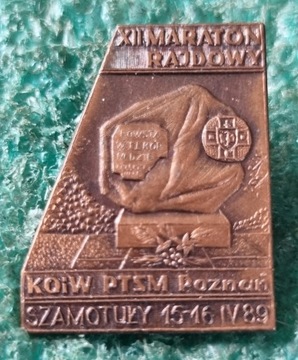 XII MARATON
RAJDOWY
KOiW PTSM Poznań
SZAMOTUŁY 15-16 IV 89